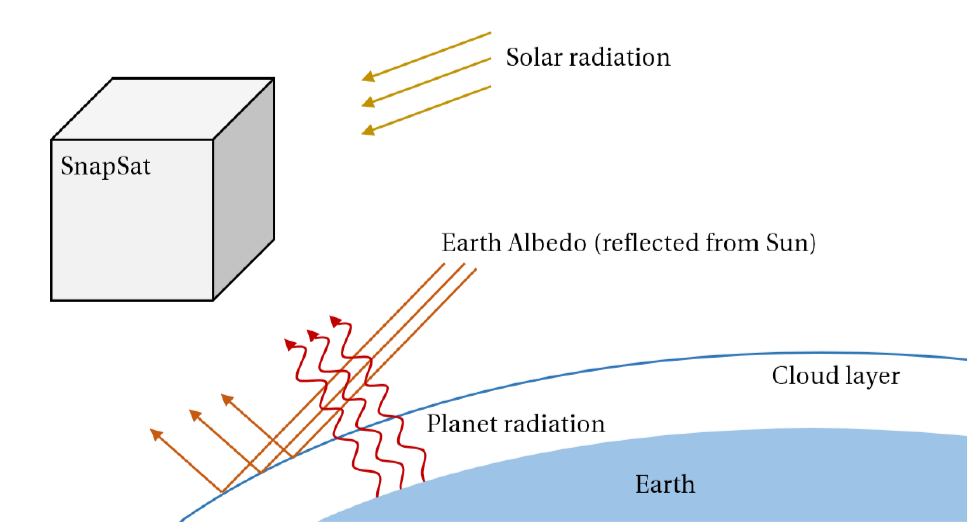 Solar radiation
SnapSat
Earth Albedo (reflected from Sun)
Cloud layer
Planet radiation
Earth